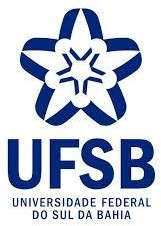 UFSB
UNIVERSIDADE FEDERAL
DO SUL DA BAHIA